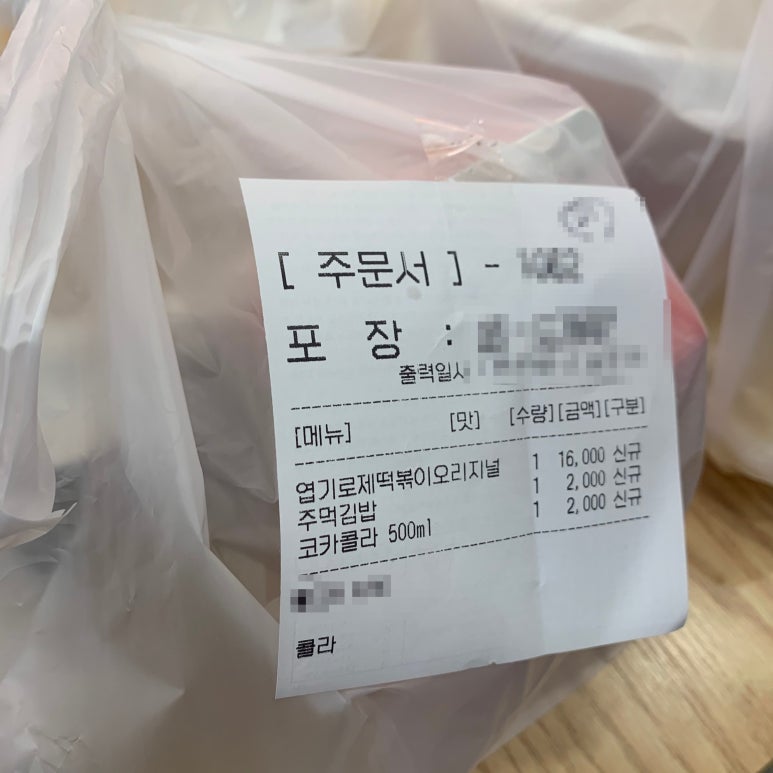 [ 주문서 ] -
포 장 :
출력일시
[메뉴] [맛] [수량][금액][구분]
엽기로제떡볶이오리지널 1 16,000 신규
주먹김밥 1 2,000 신규
코카콜라 500ml 1 2,000 신규
콜라